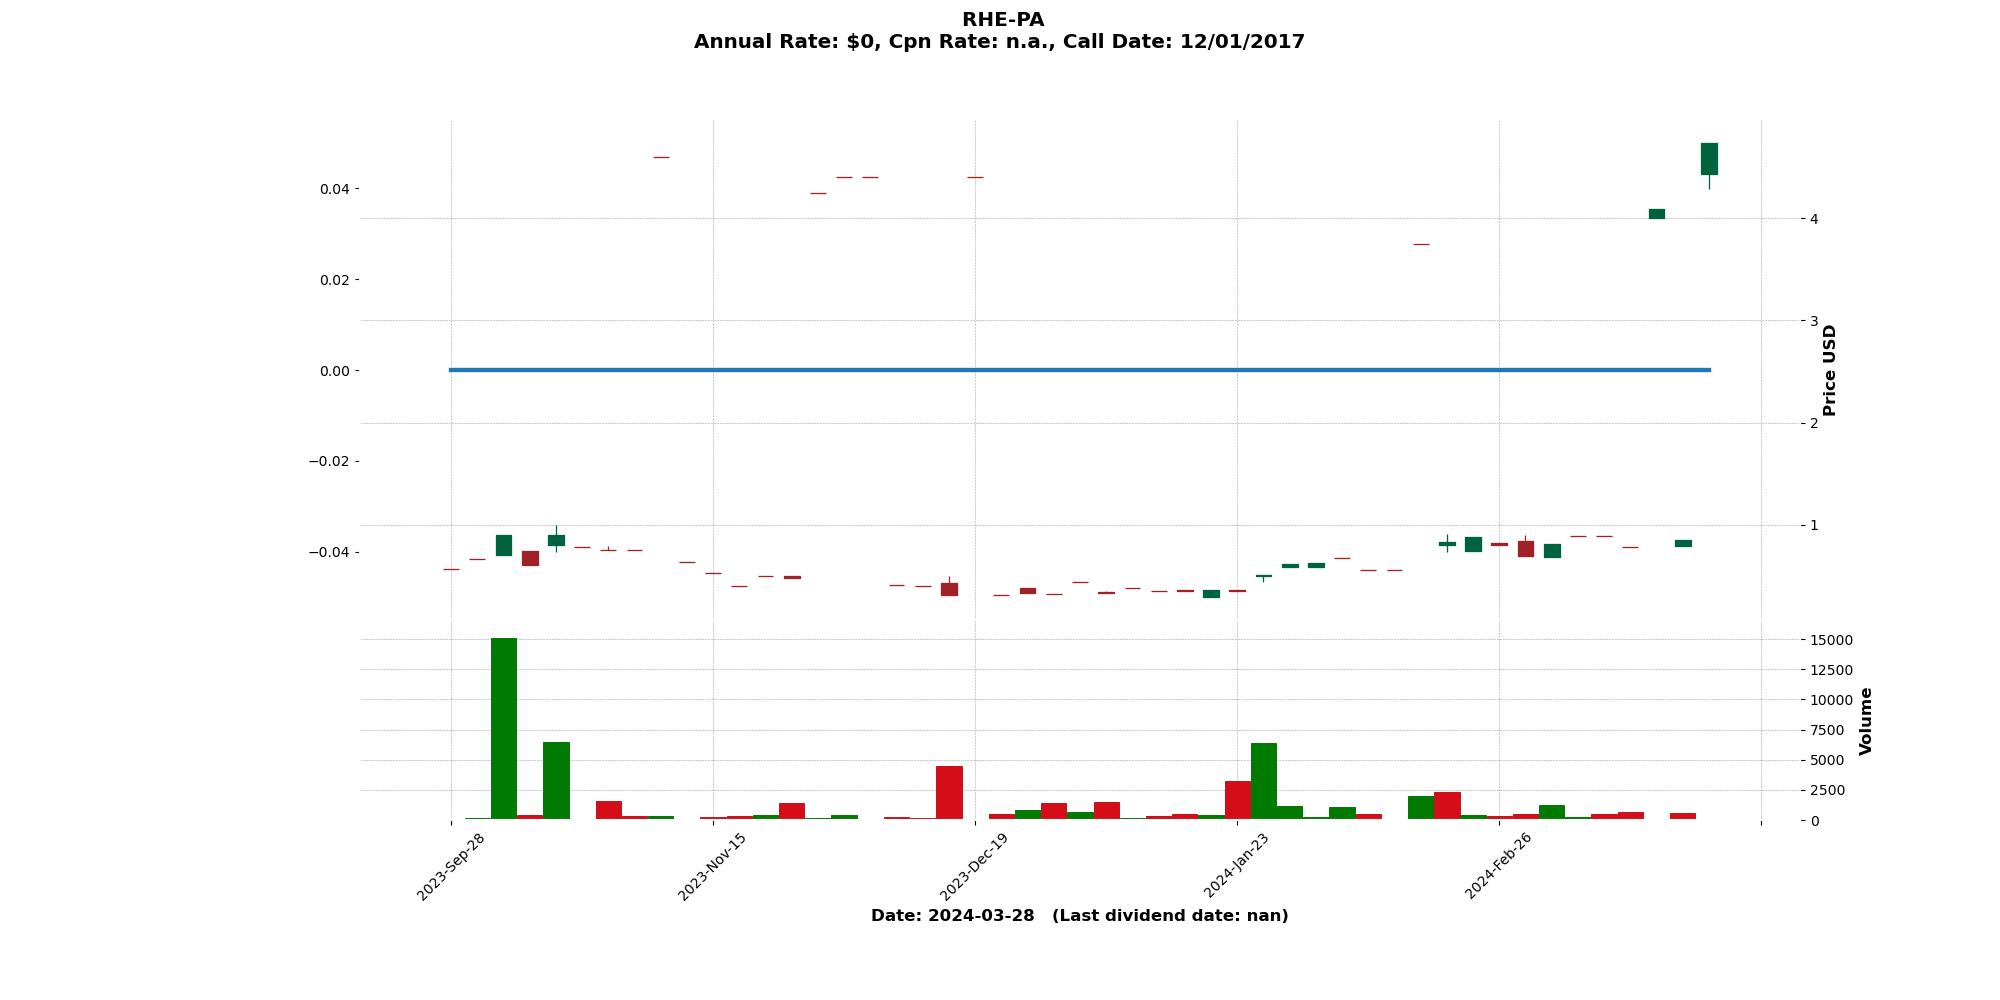 RHE-PA
Annual Rate: $0, Cpn Rate: n.a., Call Date: 12/01/2017
0.04
0.02
0.00
−0.02
−0.04
4
3
2
1
Price USD
15000
12500
10000
7500
5000
2500
0
Volume
2023-Sep-28
2023-Nov-15
2023-Dec-19
2024-Jan-23
2024-Feb-26
Date: 2024-03-28   (Last dividend date: nan)